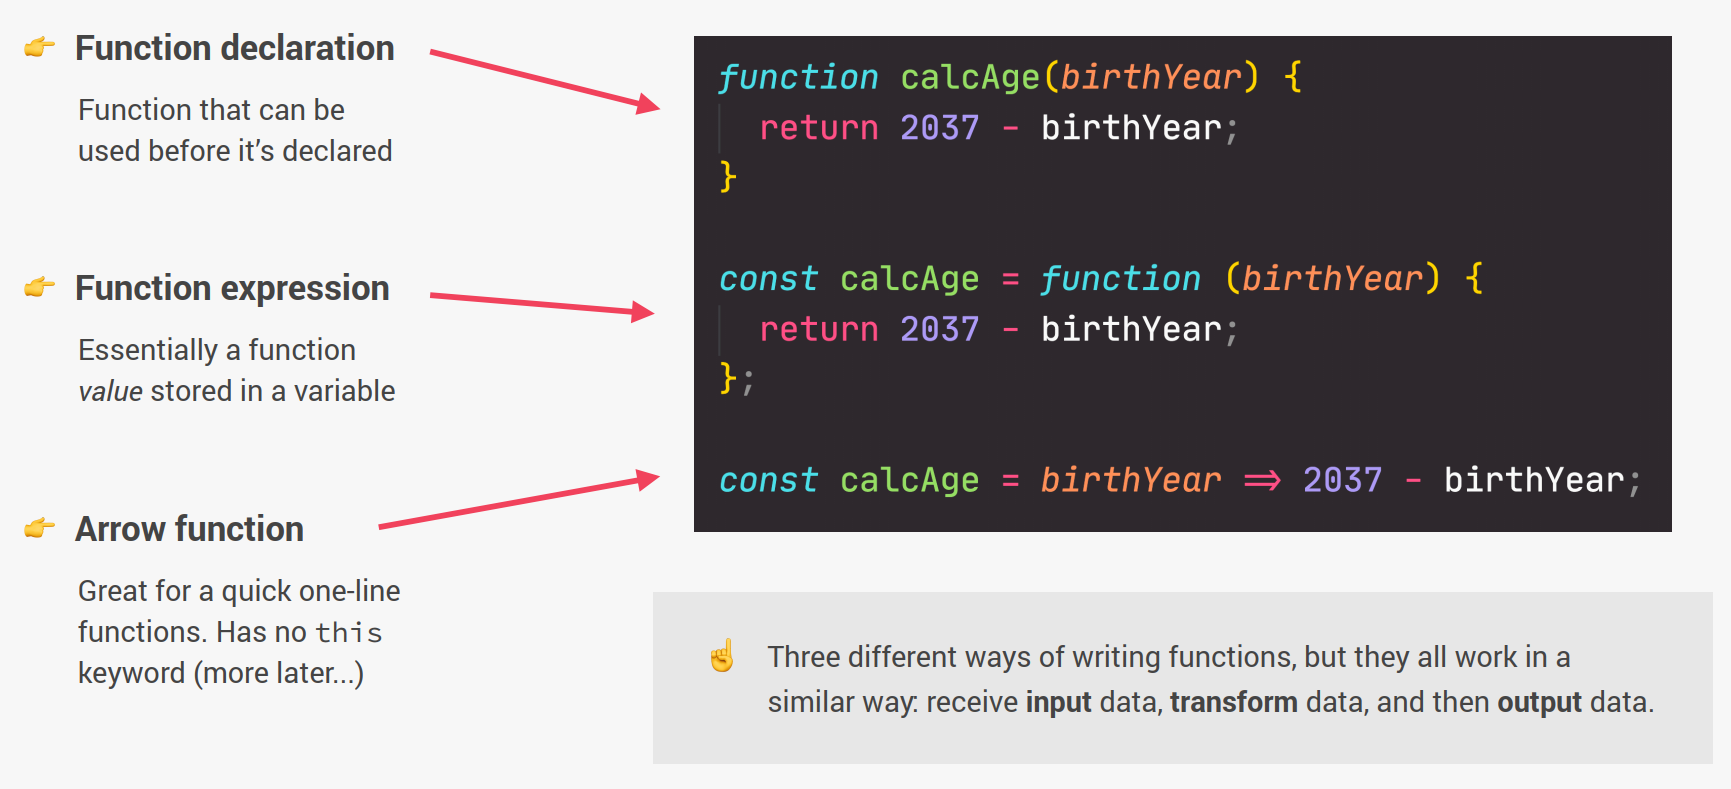 👉 Function declaration
Function that can be
used before it’s declared
👉 Function expression
Essentially a function
value stored in a variable
👉 Arrow function
Great for a quick one-line
functions. Has no this
keyword (more later...)
function calcAge(birthYear) {
  return 2037 - birthYear;
}
const calcAge = function (birthYear) {
  return 2037 - birthYear;
};
const calcAge = birthYear => 2037 - birthYear;
☝️ Three different ways of writing functions, but they all work in a
similar way: receive input data, transform data, and then output data.